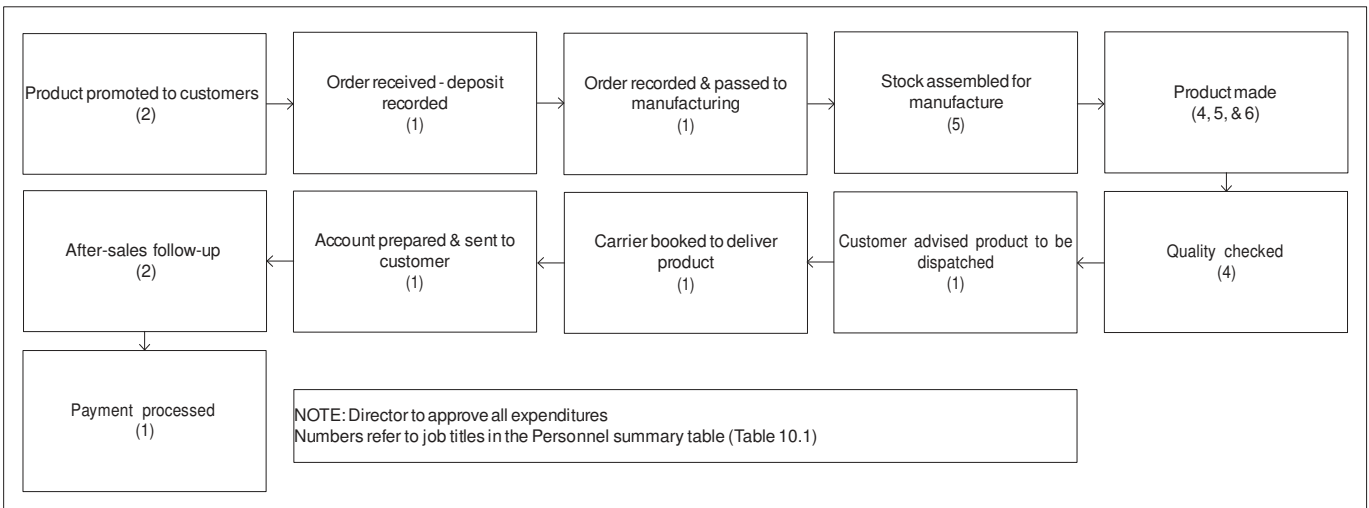 Product promoted to customers
(2)
Order received - deposit
recorded
(1)
Order recorded & passed to
manufacturing
(1)
Stock assembled for
manufacture
(5)
Product made
(4, 5, & 6)
After-sales follow-up
(2)
Account prepared & sent to
customer
(1)
Carrier booked to deliver
product
(1)
Customer advised product to be
dispatched
(1)
Quality checked
(4)
Payment processed
(1)
NOTE: Director to approve all expenditures
Numbers refer to job titles in the Personnel summary table (Table 10.1)